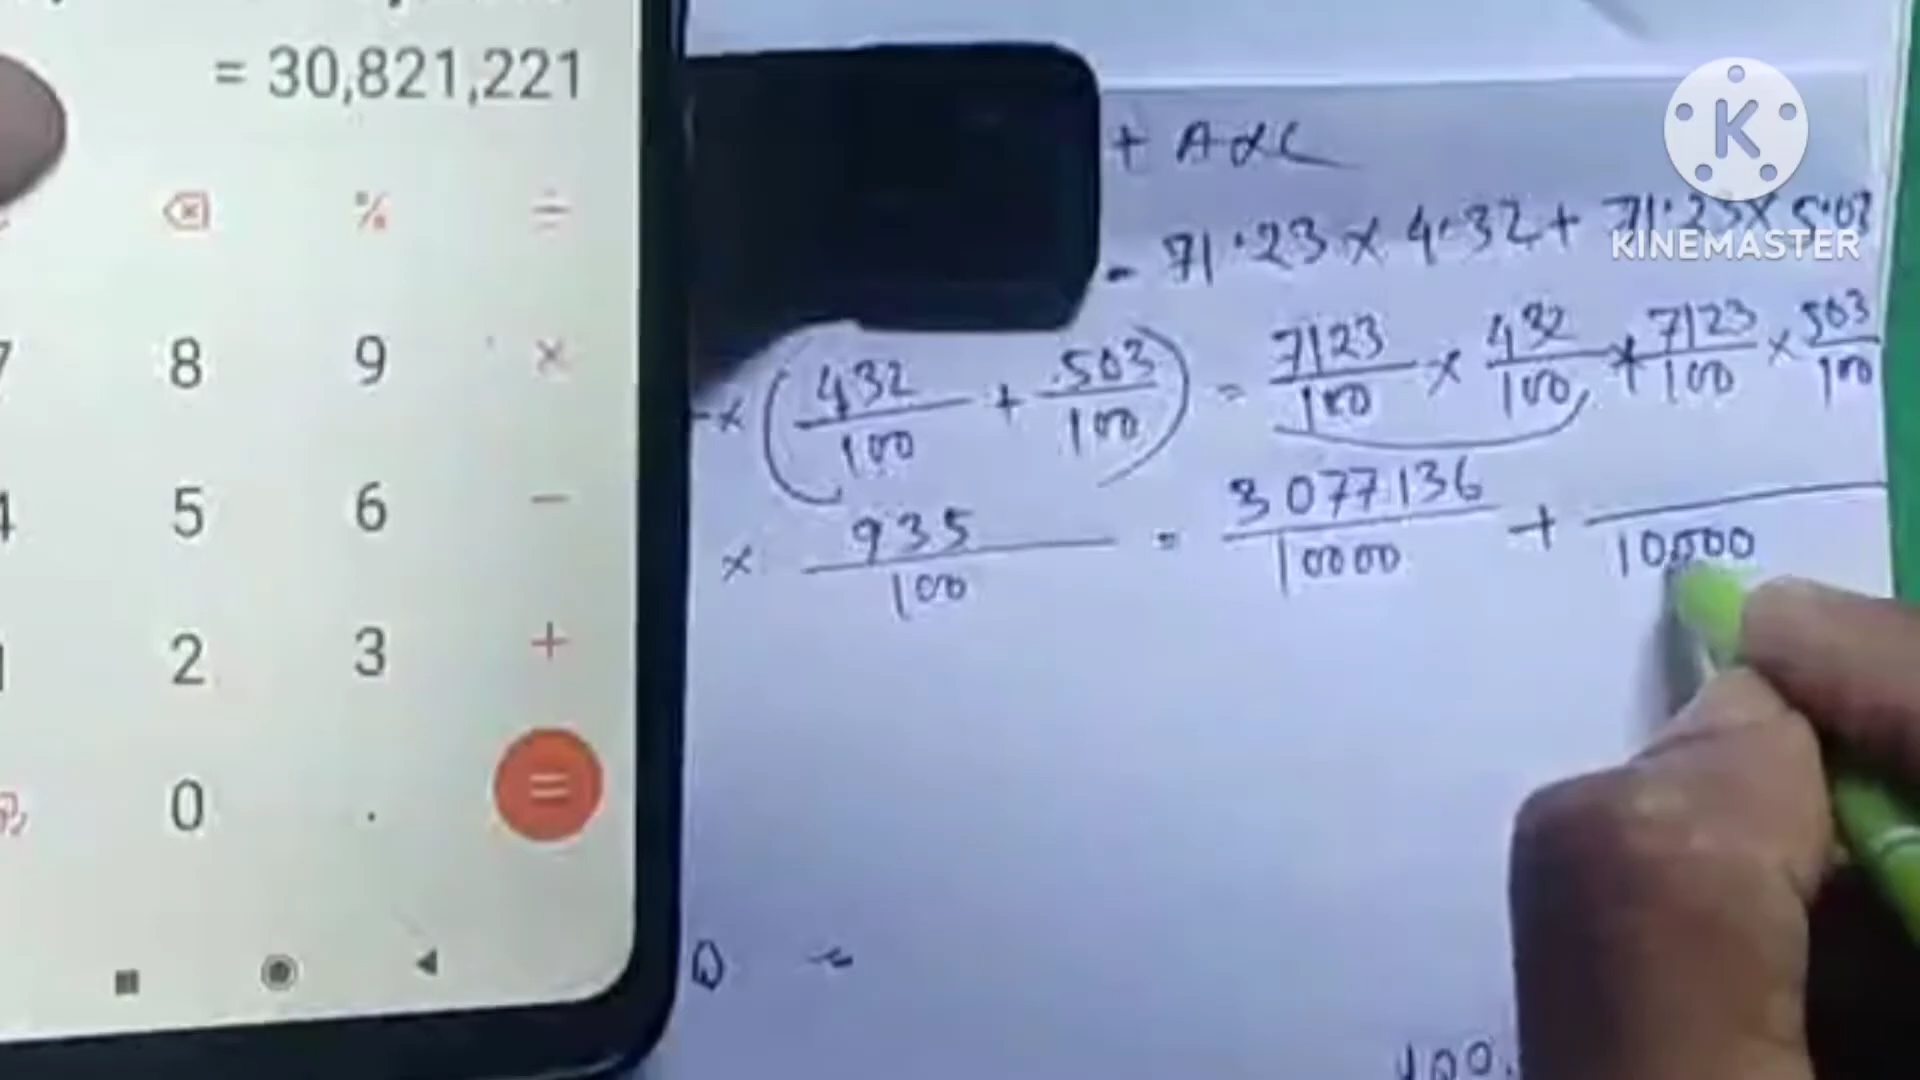 = 30,821,221
%
÷
8 9 ×
5 6 −
2 3 +
0 . =
K
KINEMASTER
+ A×C
= 71.23 × 4.32 + 71.23 × 5.03
× ( 432/100 + 503/100 ) = 7123/100 × 432/100 + 7123/100 × 503/100
× 935/100 = 3077136/10000 + /10000
=
100.